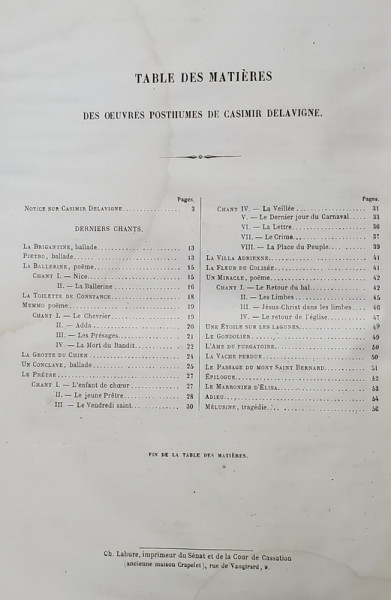 TABLE DES MATIÈRES
DES OEUVRES POSTHUMES DE CASIMIR DELAVIGNE.
Pages.
NOTICE SUR CASIMIR DELAVIGNE 3
DERNIERS CHANTS.
LA BRIGANTINE, ballade 13
PIETRO, ballade 13
LA BALLERINE, poëme 15
CHANT I. — Nice 15
II. — La Ballerine 16
LA TOILETTE DE CONSTANCE 18
MEMMO poëme 19
CHANT I. — Le Chevrier 19
II. — Adda 20
III. — Les Présages 21
IV. — La Mort du Bandit 22
LA GROTTE DU CHIEN 24
UN CONCLAVE, ballade 25
LE PRÊTRE 27
CHANT I. — L'enfant de chœur 27
II. — Le jeune Prêtre 28
III. — Le Vendredi saint 30
Pages.
CHANT IV. — La Veillée 31
V. — Le Dernier jour du Carnaval 33
VI. — La Lettre 36
VII. — Le Crime 37
VIII. — La Place du Peuple 39
LA VILLA ADRIENNE 41
LA FLEUR DU COLISÉE 41
UN MIRACLE, poëme 42
CHANT I. — Le Retour du bal 42
II. — Les Limbes 45
III. — Jésus-Christ dans les limbes 46
IV. — Le retour de l'église 47
UNE ÉTOILE SUR LES LAGUNES 49
LE GONDOLIER 49
L'AME DU PURGATOIRE 50
LA VACHE PERDUE 50
LE PASSAGE DU MONT SAINT BERNARD 51
ÉPILOGUE 52
LE MARRONIER D'ÉLISA 53
ADIEU 54
MÉLUSINE, tragédie 56
FIN DE LA TABLE DES MATIÈRES.
Ch. Lahure, imprimeur du Sénat et de la Cour de Cassation
(ancienne maison Crapelet), rue de Vaugirard, 9.